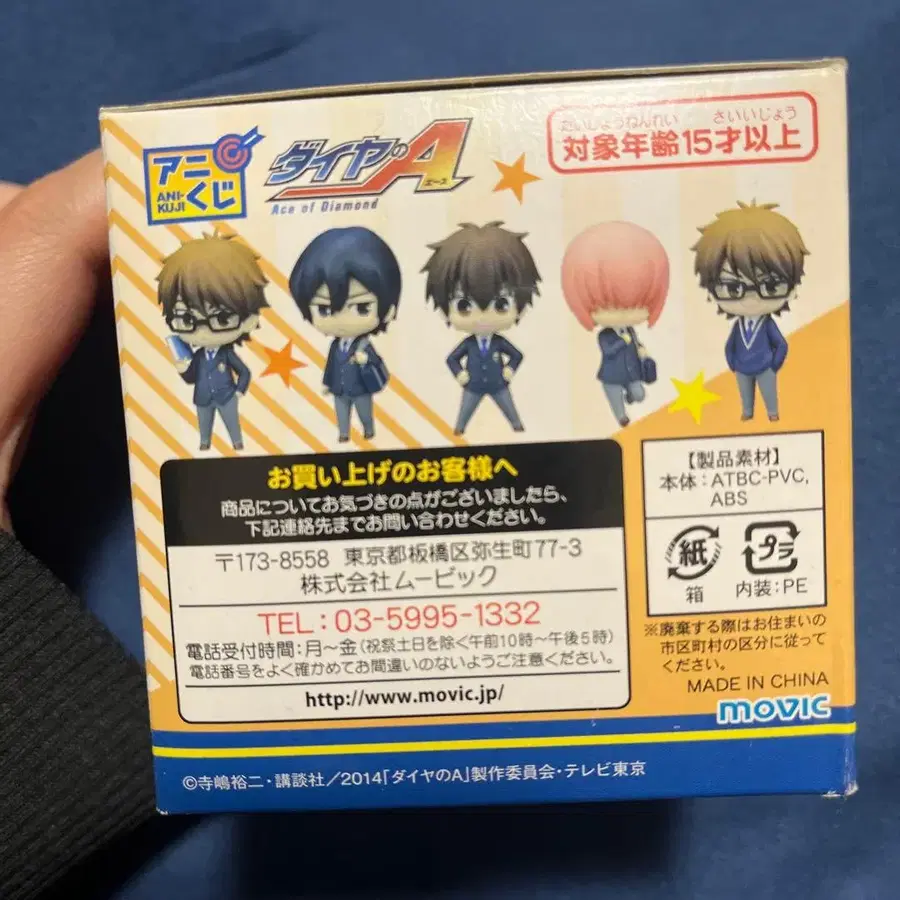 アニくじ
ANI-KUJI
ダイヤのA
エース
Ace of Diamond
たいしょうねんれい さいいじょう
対象年齢15才以上
お買い上げのお客様へ
商品についてお気づきの点がございましたら、
下記連絡先までお問い合わせください。
〒173-8558 東京都板橋区弥生町77-3
株式会社ムービック
TEL:03-5995-1332
電話受付時間:月〜金(祝祭土日を除く午前10時〜午後5時)
電話番号をよく確かめてお間違いのないようご注意ください。
http://www.movic.jp/
【製品素材】
本体:ATBC-PVC,
ABS
紙
箱
プラ
内装:PE
※廃棄する際はお住まいの
市区町村の区分に従って
ください。
MADE IN CHINA
movic
©寺嶋裕二・講談社/2014「ダイヤのA」製作委員会・テレビ東京